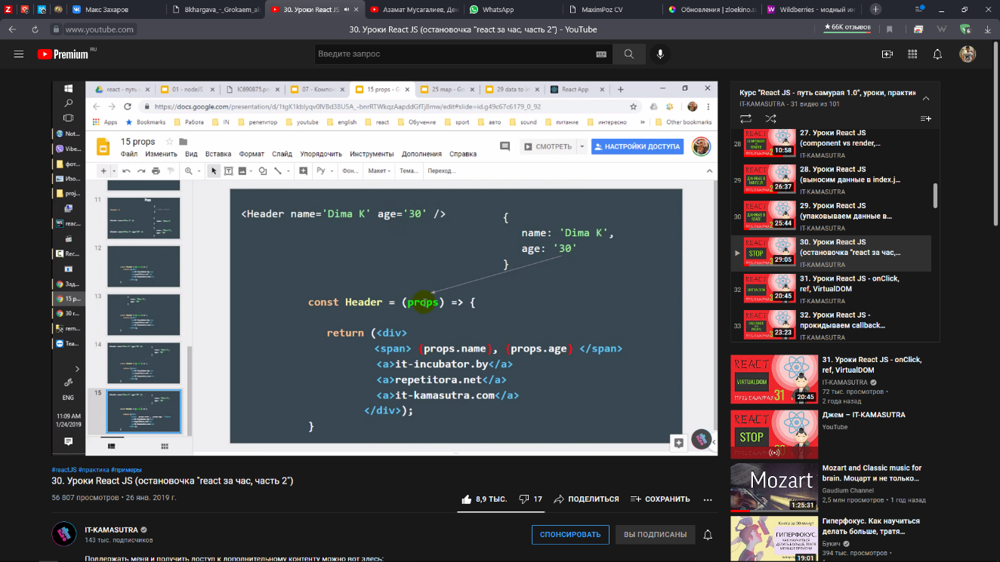 Макс Захаров
Bkhargava_-_Grokaem_al
30. Уроки React JS
Азамат Мусагалиев, Ден
WhatsApp
MaximPoz CV
Обновления | zloekino.su
Wildberries - модный ин
www.youtube.com
30. Уроки React JS (остановочка "react за час, часть 2") - YouTube
★66K отзывов
Premium RU
Введите запрос
react - путь
01 - nodeJS
IC690875.pn
07 - Компон
15 props - G
25 map - Goo
29 data to in
React App
https://docs.google.com/presentation/d/1tgK1kblyqv0lVBd38U5A_-bnrRTWkqzAapddGfTj8mw/edit#slide=id.g49c67c6179_0_92
Apps
Bookmarks
Работа
IN
репетитор
youtube
english
react
Обучение
sport
авто
sound
питание
интересно
»
Other bookmarks
15 props
Файл Изменить Вид Вставка Формат Слайд Упорядочить Инструменты Дополнения Справка
СМОТРЕТЬ
НАСТРОЙКИ ДОСТУПА
Фон...
Макет
Тема...
Переход...
Not...
Vibe...
фот...
Изо...
proj...
reac...
Rec...
Зад...
15 p...
30 r...
rem...
Tea...
ENG
11:09 AM
1/24/2019
11
12
13
14
15
<Header name='Dima K' age='30' />
{
name: 'Dima K',
age: '30'
}
const Header = (props) => {
return (<div>
<span> {props.name}, {props.age} </span>
<a>it-incubator.by</a>
<a>repetitora.net</a>
<a>it-kamasutra.com</a>
</div>);
}
#reactJS #практика #примеры
30. Уроки React JS (остановочка "react за час, часть 2")
56 807 просмотров • 26 янв. 2019 г.
8,9 ТЫС.
17
ПОДЕЛИТЬСЯ
СОХРАНИТЬ
IT-KAMASUTRA
143 тыс. подписчиков
СПОНСИРОВАТЬ
ВЫ ПОДПИСАНЫ
Поддержать меня и получить доступ к дополнительному контенту можно вот здесь:
Курс "React JS - путь самурая 1.0", уроки, практик
IT-KAMASUTRA - 31 видео из 101
28
10:58
27. Уроки React JS
(component vs render,...
IT-KAMASUTRA
29
26:37
28. Уроки React JS
(выносим данные в index.j...
IT-KAMASUTRA
30
25:44
29. Уроки React JS
(упаковываем данные в
IT-KAMASUTRA
STOP
29:05
30. Уроки React JS
(остановочка "react за час,...
IT-KAMASUTRA
32
20:45
31. Уроки React JS - onClick,
ref, VirtualDOM
IT-KAMASUTRA
33
23:23
32. Уроки React JS -
прокидываем callback...
IT-KAMASUTRA
REACT
VIRTUALDOM
31
20:45
31. Уроки React JS - onClick,
ref, VirtualDOM
IT-KAMASUTRA
72 тыс. просмотров •
2 года назад
REACT
STOP
Джем – IT-KAMASUTRA
YouTube
Mozart
1:25:31
Mozart and Classic music for
brain. Моцарт и не только...
Gaudium Channel
2,5 млн просмотров • 1 год назад
Книга за 30 минут
ГИПЕРФОКУС.
19:01
Гиперфокус. Как научиться
делать больше, тратя...
Букич
394 тыс. просмотров •